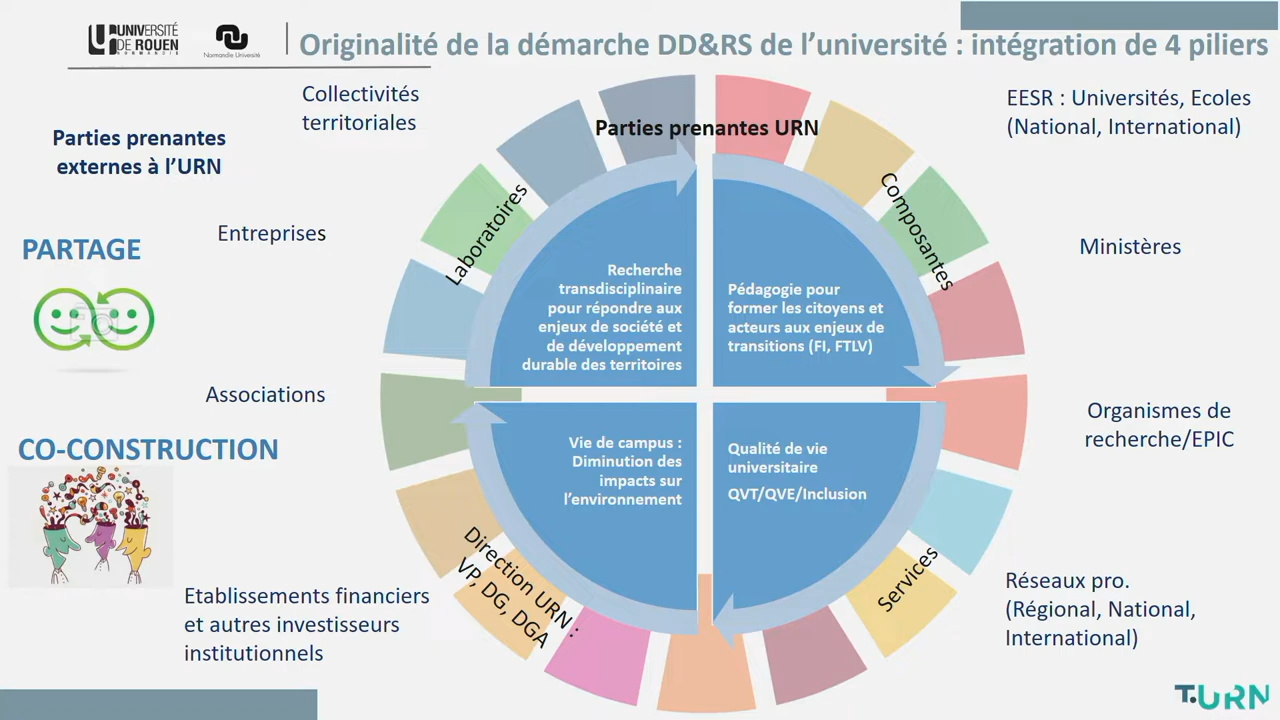 UNIVERSITÉ
DE ROUEN
NORMANDIE
Normandie Université
Originalité de la démarche DD&RS de l'université : intégration de 4 piliers
Parties prenantes
externes à l'URN
Collectivités
territoriales
Parties prenantes URN
EESR : Universités, Ecoles
(National, International)
PARTAGE
Entreprises
Laboratoires
Composantes
Ministères
Recherche
transdisciplinaire
pour répondre aux
enjeux de société et
de développement
durable des territoires
Pédagogie pour
former les citoyens et
acteurs aux enjeux de
transitions (FI, FTLV)
Associations
Organismes de
recherche/EPIC
CO-CONSTRUCTION
Vie de campus :
Diminution des
impacts sur
l'environnement
Qualité de vie
universitaire
QVT/QVE/Inclusion
Direction URN :
VP, DG, DGA
Services
Etablissements financiers
et autres investisseurs
institutionnels
Réseaux pro.
(Régional, National,
International)
T.URN